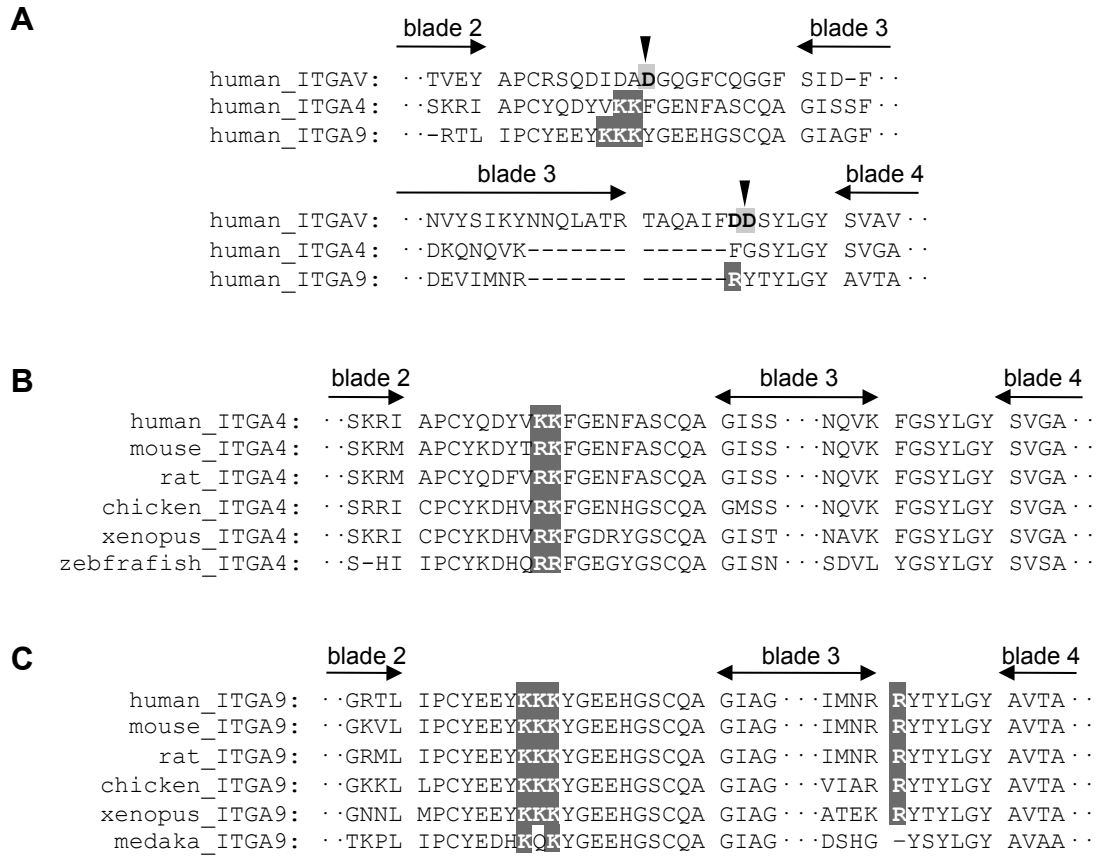 A
blade 2 blade 3
human_ITGAV: ··TVEY APCRSQDIDADGQGFCQGGF SID-F··
human_ITGA4: ··SKRI APCYQDYVKKFGENFASCQA GISSF··
human_ITGA9: ··-RTL IPCYEEYKKKYGEEHGSCQA GIAGF··
blade 3 blade 4
human_ITGAV: ··NVYSIKYNNQLATR TAQAIFDDSYLGY SVAV··
human_ITGA4: ··DKQNQVK------- ------FGSYLGY SVGA··
human_ITGA9: ··DEVIMNR------- ------RYTYLGY AVTA··
B
blade 2 blade 3 blade 4
human_ITGA4: ··SKRI APCYQDYVKKFGENFASCQA GISS···NQVK FGSYLGY SVGA··
mouse_ITGA4: ··SKRM APCYKDYTRKFGENFASCQA GISS···NQVK FGSYLGY SVGA··
rat_ITGA4: ··SKRM APCYQDFVRKFGENFASCQA GISS···NQVK FGSYLGY SVGA··
chicken_ITGA4: ··SRRI CPCYKDHVRKFGENHGSCQA GMSS···NQVK FGSYLGY SVGA··
xenopus_ITGA4: ··SKRI CPCYKDHVRKFGDRYGSCQA GIST···NAVK FGSYLGY SVGA··
zebfrafish_ITGA4: ··S-HI IPCYKDHQRRFGEGYGSCQA GISN···SDVL YGSYLGY SVSA··
C
blade 2 blade 3 blade 4
human_ITGA9: ··GRTL IPCYEEYKKKYGEEHGSCQA GIAG···IMNR RYTYLGY AVTA··
mouse_ITGA9: ··GKVL IPCYEEYKKKYGEEHGSCQA GIAG···IMNR RYTYLGY AVTA··
rat_ITGA9: ··GRML IPCYEEYKKKYGEEHGSCQA GIAG···IMNR RYTYLGY AVTA··
chicken_ITGA9: ··GKKL LPCYEEYKKKYGEEHGSCQA GIAG···VIAR RYTYLGY AVTA··
xenopus_ITGA9: ··GNNL MPCYEEYKKKYGEEHGSCQA GIAG···ATEK RYTYLGY AVTA··
medaka_ITGA9: ··TKPL IPCYEDHKQKYGEEHGSCQA GIAG···DSHG -YSYLGY AVAA··